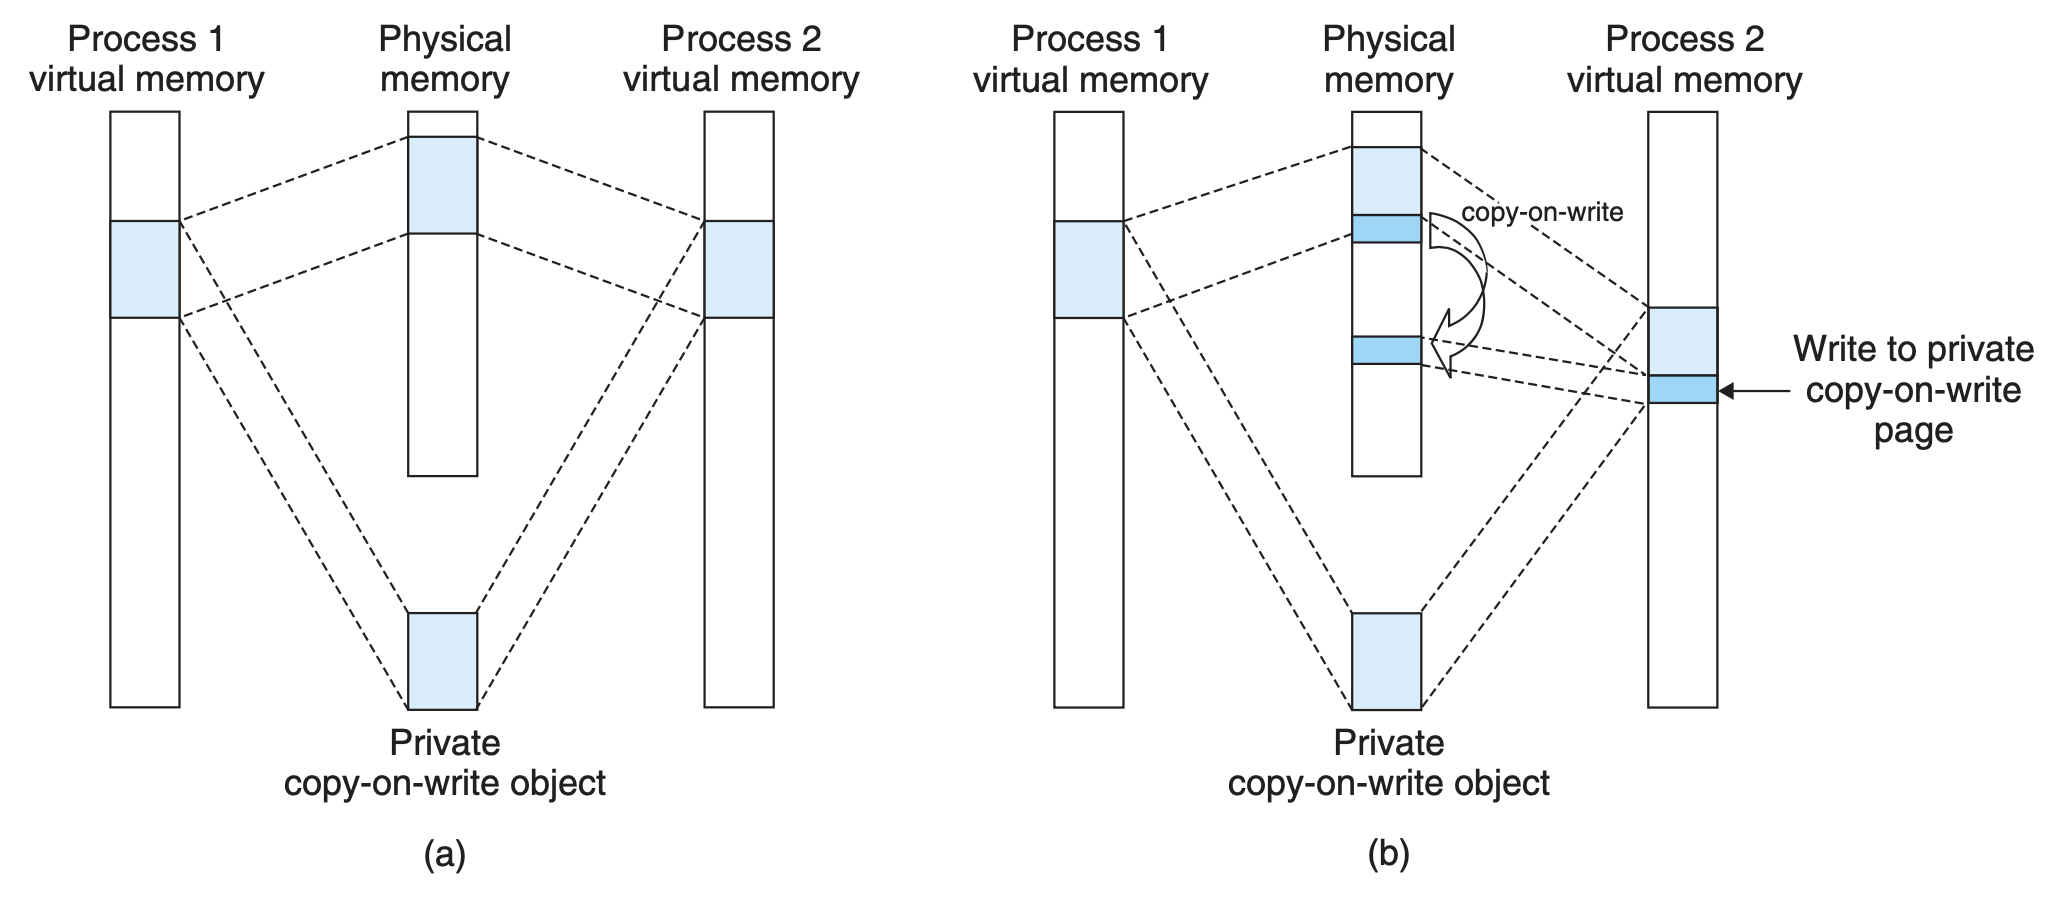 Process 1
virtual memory
Physical
memory
Process 2
virtual memory
Private
copy-on-write object
(a)
Process 1
virtual memory
Physical
memory
Process 2
virtual memory
copy-on-write
Write to private
copy-on-write
page
Private
copy-on-write object
(b)